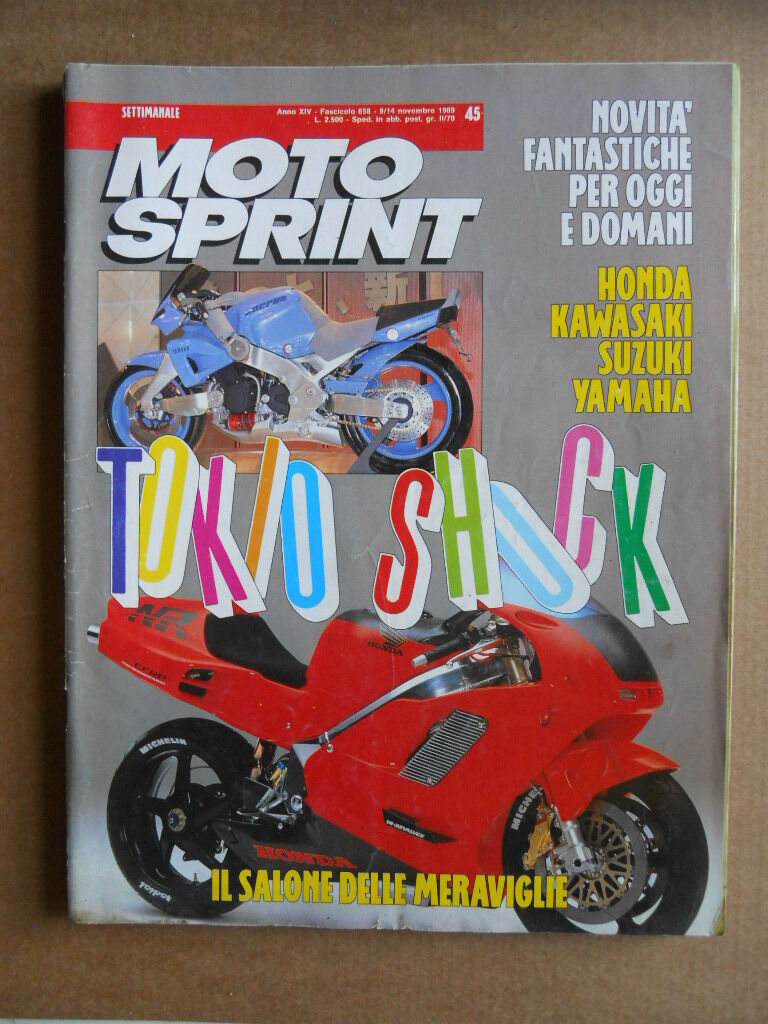 SETTIMANALE
Anno XIV - Fascicolo 658 - 8/14 novembre 1989
L. 2.500 - Sped. in abb. post. gr. II/70
45
MOTO
SPRINT
NOVITA'
FANTASTICHE
PER OGGI
E DOMANI
HONDA
KAWASAKI
SUZUKI
YAMAHA
YAMAHA
TOKIO SHOCK
NR
HONDA
MICHELIN
HONDA
radial
IL SALONE DELLE MERAVIGLIE